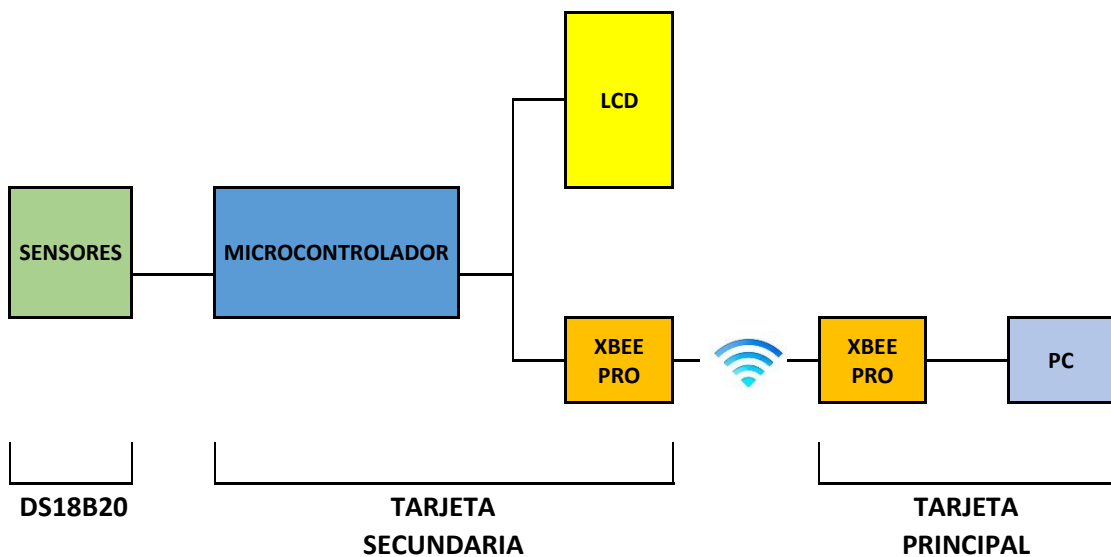 LCD
SENSORES
MICROCONTROLADOR
XBEE
PRO
XBEE
PRO
PC
DS18B20
TARJETA
SECUNDARIA
TARJETA
PRINCIPAL